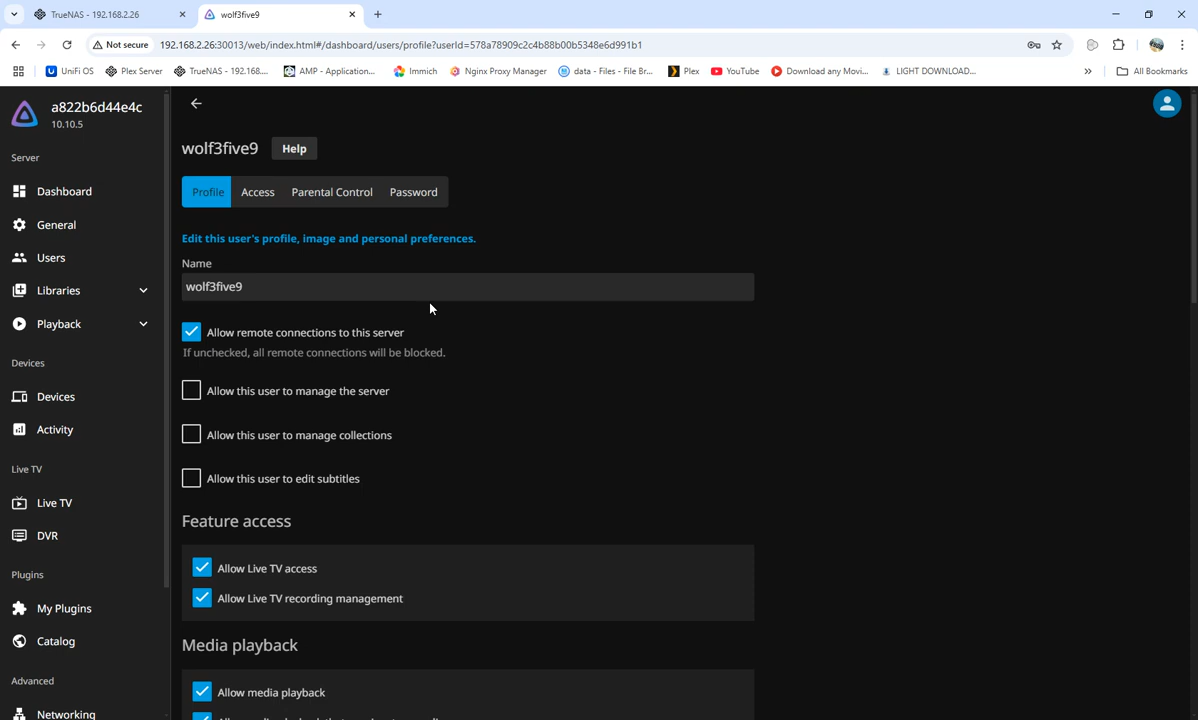 TrueNAS - 192.168.2.26
wolf3five9
Not secure
192.168.2.26:30013/web/index.html#/dashboard/users/profile?userId=578a78909c2c4b88b00b5348e6d991b1
UniFi OS
Plex Server
TrueNAS - 192.168....
AMP - Application...
Immich
Nginx Proxy Manager
data - Files - File Br...
Plex
YouTube
Download any Movi...
LIGHT DOWNLOAD...
All Bookmarks
a822b6d44e4c
10.10.5
Server
Dashboard
General
Users
Libraries
Playback
Devices
Devices
Activity
Live TV
Live TV
DVR
Plugins
My Plugins
Catalog
Advanced
Networking
wolf3five9
Help
Profile Access Parental Control Password
Edit this user's profile, image and personal preferences.
Name
wolf3five9
Allow remote connections to this server
If unchecked, all remote connections will be blocked.
Allow this user to manage the server
Allow this user to manage collections
Allow this user to edit subtitles
Feature access
Allow Live TV access
Allow Live TV recording management
Media playback
Allow media playback